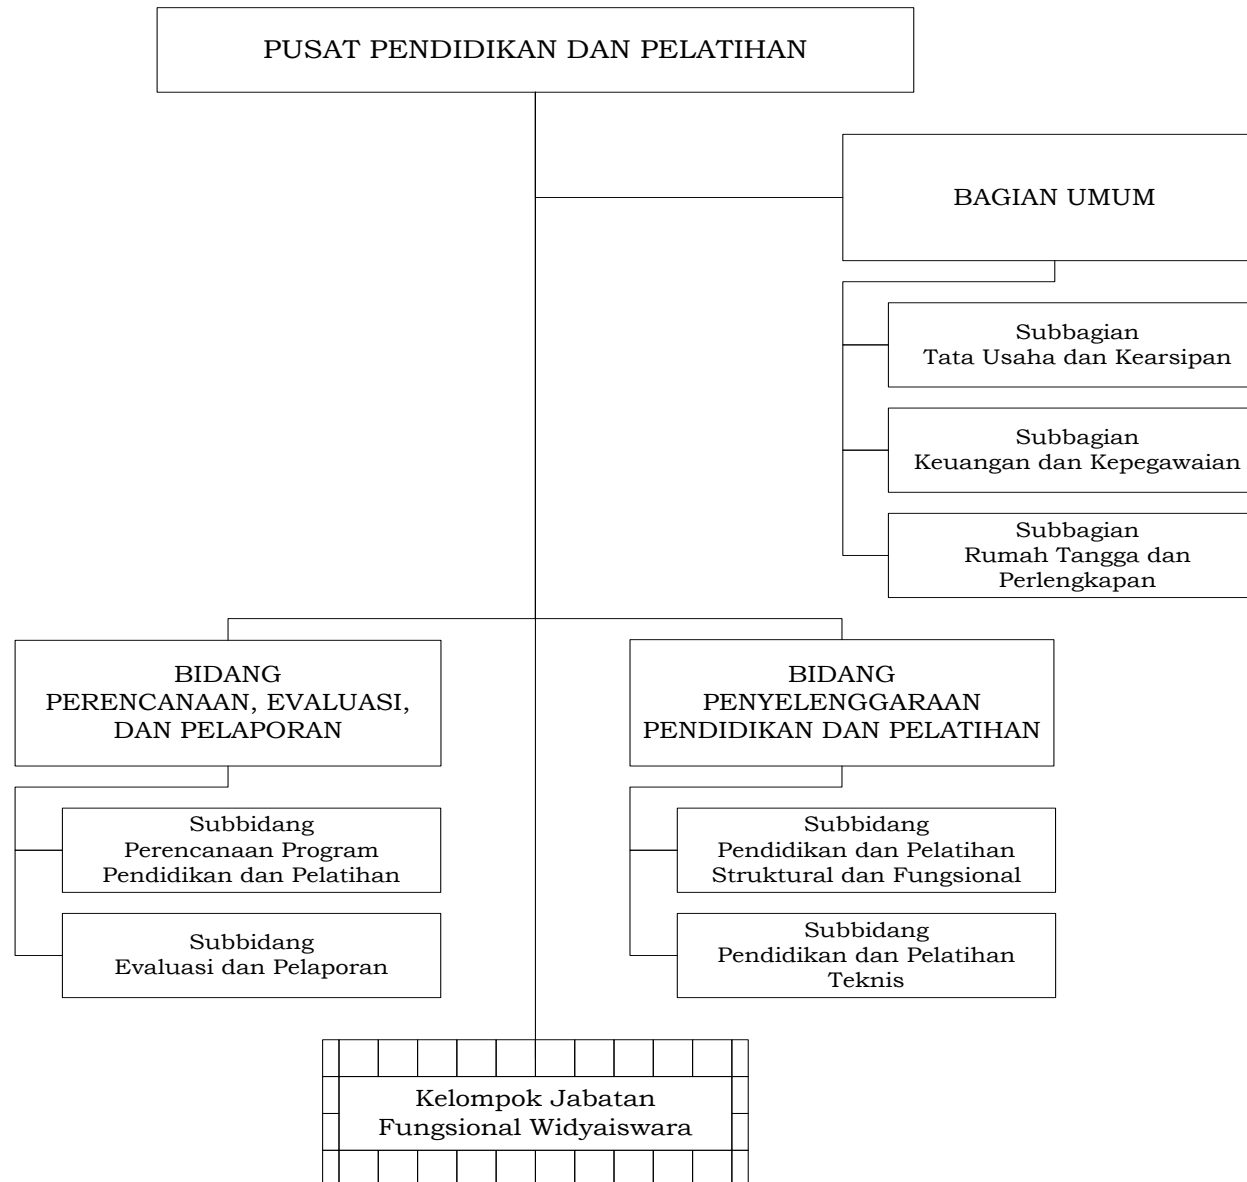 PUSAT PENDIDIKAN DAN PELATIHAN
BAGIAN UMUM
Subbagian
Tata Usaha dan Kearsipan
Subbagian
Keuangan dan Kepegawaian
Subbagian
Rumah Tangga dan
Perlengkapan
BIDANG
PERENCANAAN, EVALUASI,
DAN PELAPORAN
Subbidang
Perencanaan Program
Pendidikan dan Pelatihan
Subbidang
Evaluasi dan Pelaporan
BIDANG
PENYELENGGARAAN
PENDIDIKAN DAN PELATIHAN
Subbidang
Pendidikan dan Pelatihan
Struktural dan Fungsional
Subbidang
Pendidikan dan Pelatihan
Teknis
Kelompok Jabatan
Fungsional Widyaiswara